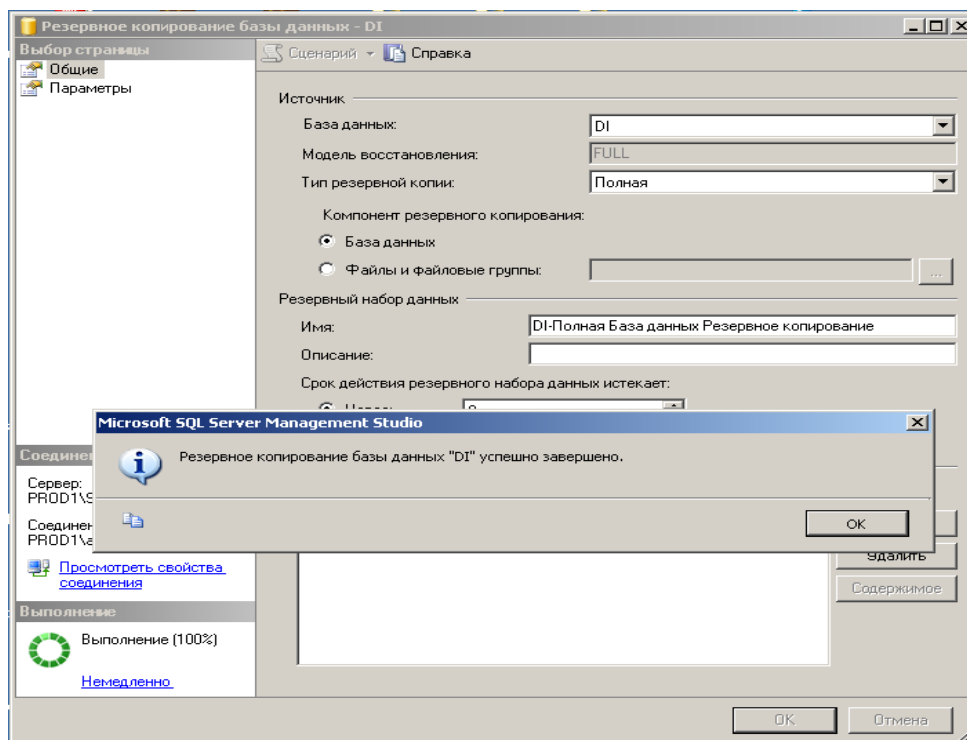 Резервное копирование базы данных - DI
Выбор страницы
Общие
Параметры
Сценарий
Справка
Источник
База данных:
DI
Модель восстановления:
FULL
Тип резервной копии:
Полная
Компонент резервного копирования:
База данных
Файлы и файловые группы:
...
Резервный набор данных
Имя:
DI-Полная База данных Резервное копирование
Описание:
Срок действия резервного набора данных истекает:
Microsoft SQL Server Management Studio
Резервное копирование базы данных "DI" успешно завершено.
OK
Сервер:
PROD1\S
PROD1\a
Удалить
Содержимое
Просмотреть свойства
соединения
Выполнение
Выполнение (100%)
Немедленно
OK
Отмена